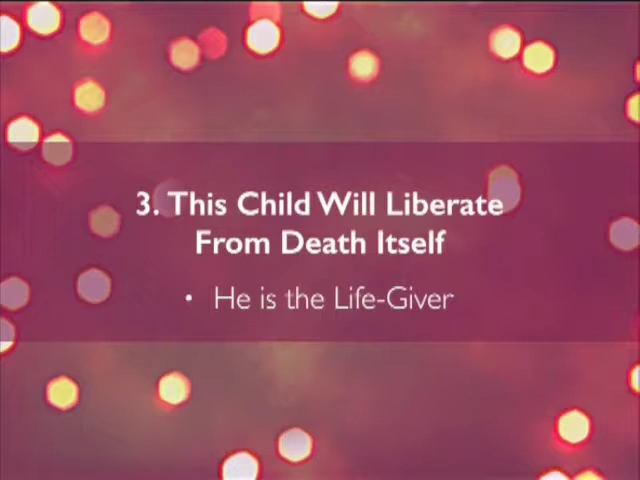 3. This Child Will Liberate
From Death Itself
• He is the Life-Giver